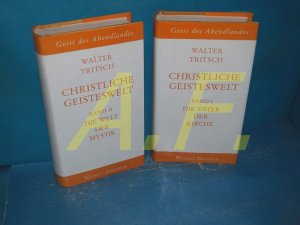 Geist des Abendlandes
WALTER
TRITSCH
CHRISTLICHE
GEISTESWELT
BAND II
DIE WELT
DER
MYSTIK
Werner Dausien
Geist des Abendlandes
WALTER
TRITSCH
CHRISTLICHE
GEISTESWELT
BAND I
DIE VÄTER
DER
KIRCHE
Werner Dausien
A. F.